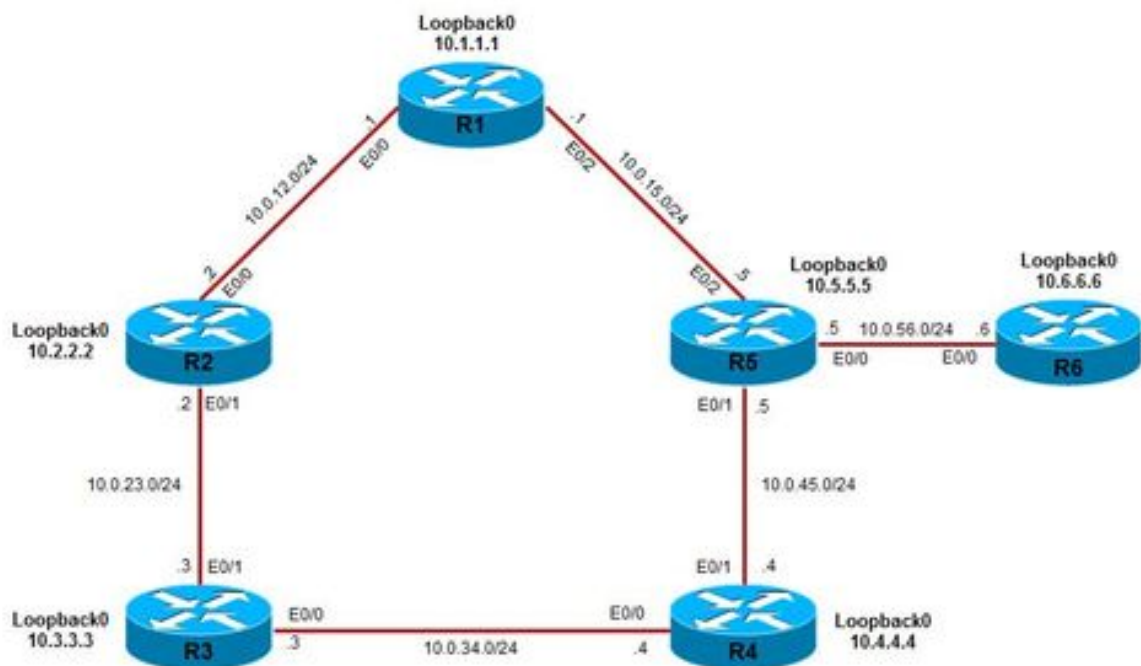 Loopback0
10.1.1.1
R1
.1
E0/0
.1
E0/2
10.0.12.0/24
10.0.15.0/24
.2
E0/0
.5
E0/2
Loopback0
10.2.2.2
R2
Loopback0
10.5.5.5
R5
.5
10.0.56.0/24
.6
E0/0
E0/0
Loopback0
10.6.6.6
R6
.2
E0/1
E0/1
.5
10.0.23.0/24
10.0.45.0/24
.3
E0/1
E0/1
.4
Loopback0
10.3.3.3
R3
E0/0
.3
10.0.34.0/24
E0/0
.4
R4
Loopback0
10.4.4.4